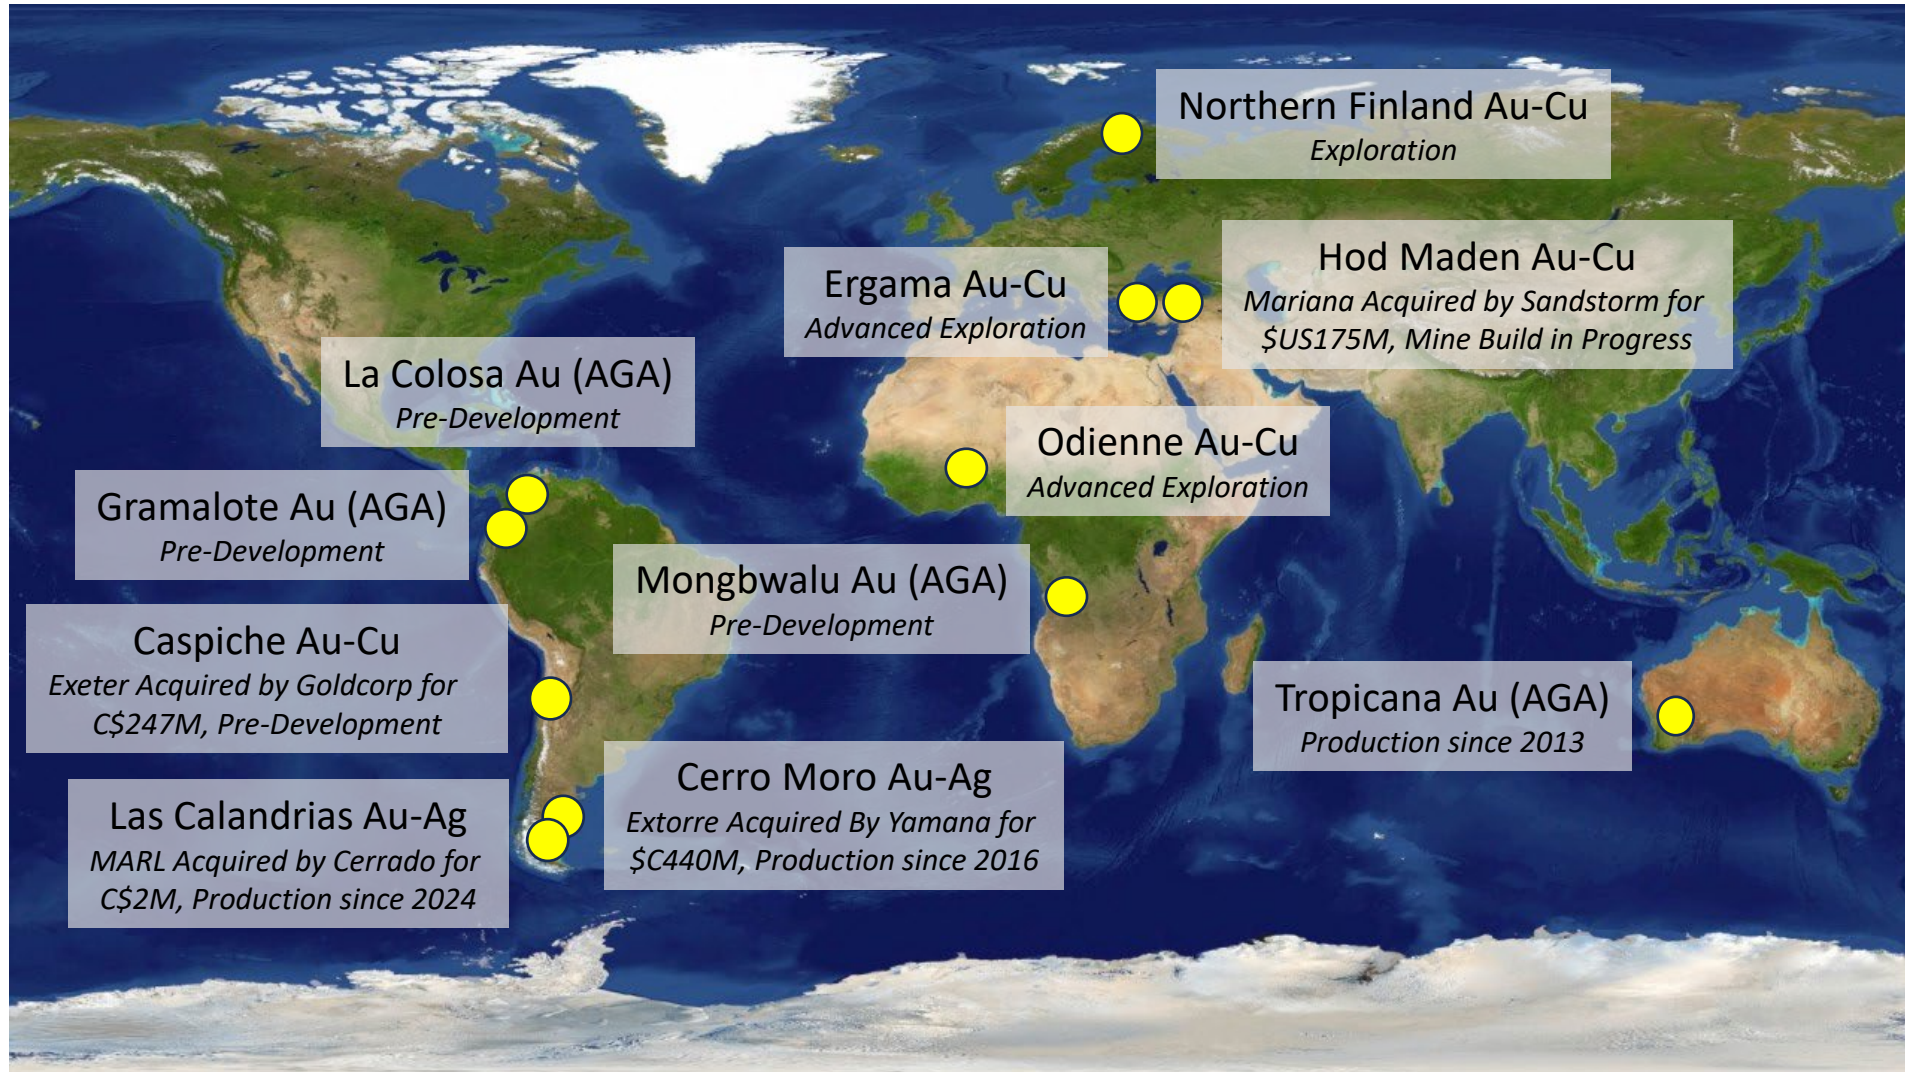 Northern Finland Au-Cu
Exploration
Hod Maden Au-Cu
Mariana Acquired by Sandstorm for
$US175M, Mine Build in Progress
Ergama Au-Cu
Advanced Exploration
La Colosa Au (AGA)
Pre-Development
Odienne Au-Cu
Advanced Exploration
Gramalote Au (AGA)
Pre-Development
Mongbwalu Au (AGA)
Pre-Development
Caspiche Au-Cu
Exeter Acquired by Goldcorp for
C$247M, Pre-Development
Tropicana Au (AGA)
Production since 2013
Cerro Moro Au-Ag
Extorre Acquired By Yamana for
$C440M, Production since 2016
Las Calandrias Au-Ag
MARL Acquired by Cerrado for
C$2M, Production since 2024